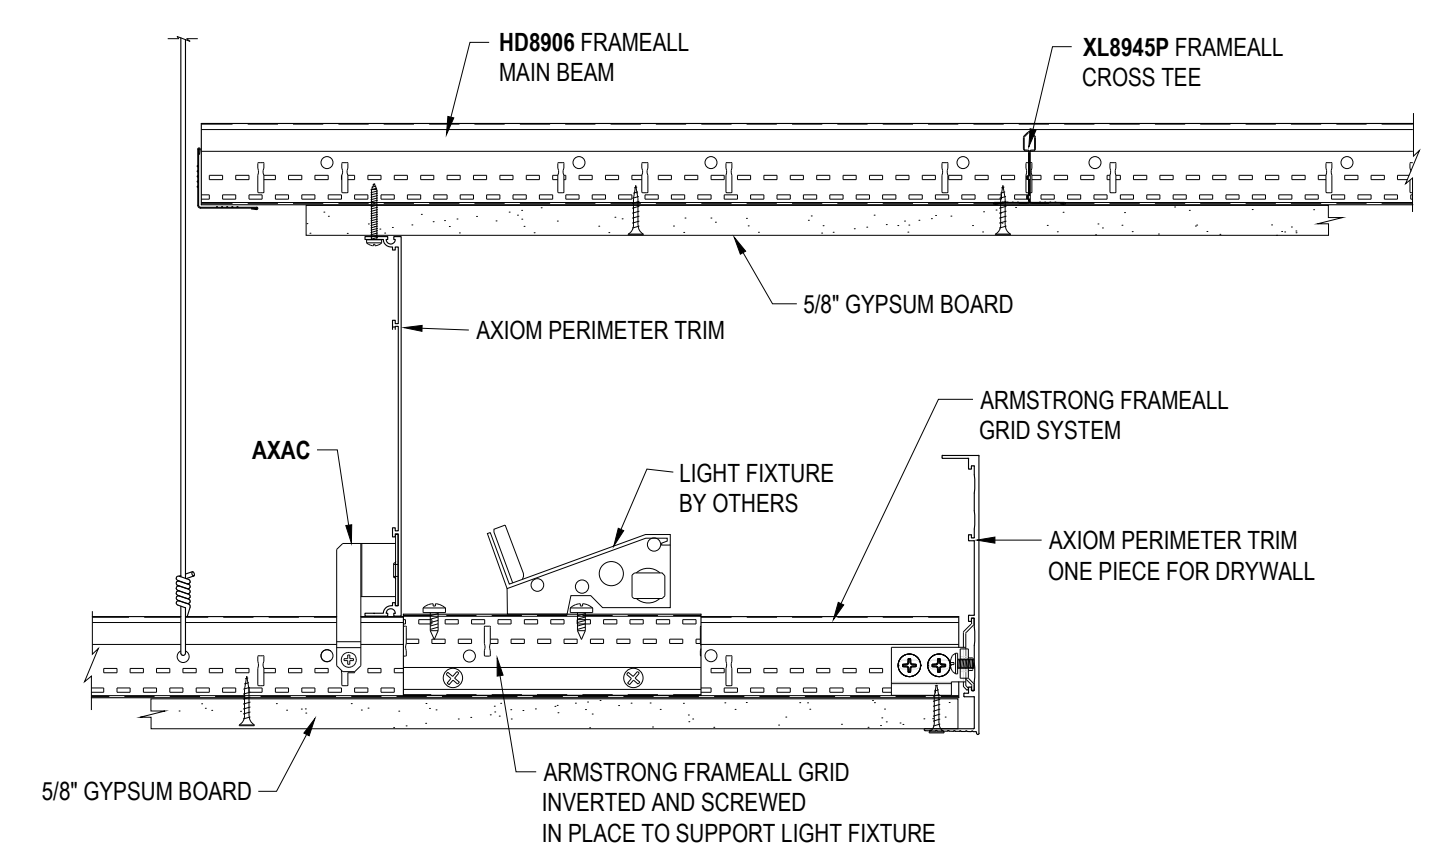 HD8906 FRAMEALL
MAIN BEAM
XL8945P FRAMEALL
CROSS TEE
5/8" GYPSUM BOARD
AXIOM PERIMETER TRIM
ARMSTRONG FRAMEALL
GRID SYSTEM
AXAC
LIGHT FIXTURE
BY OTHERS
AXIOM PERIMETER TRIM
ONE PIECE FOR DRYWALL
5/8" GYPSUM BOARD
ARMSTRONG FRAMEALL GRID
INVERTED AND SCREWED
IN PLACE TO SUPPORT LIGHT FIXTURE